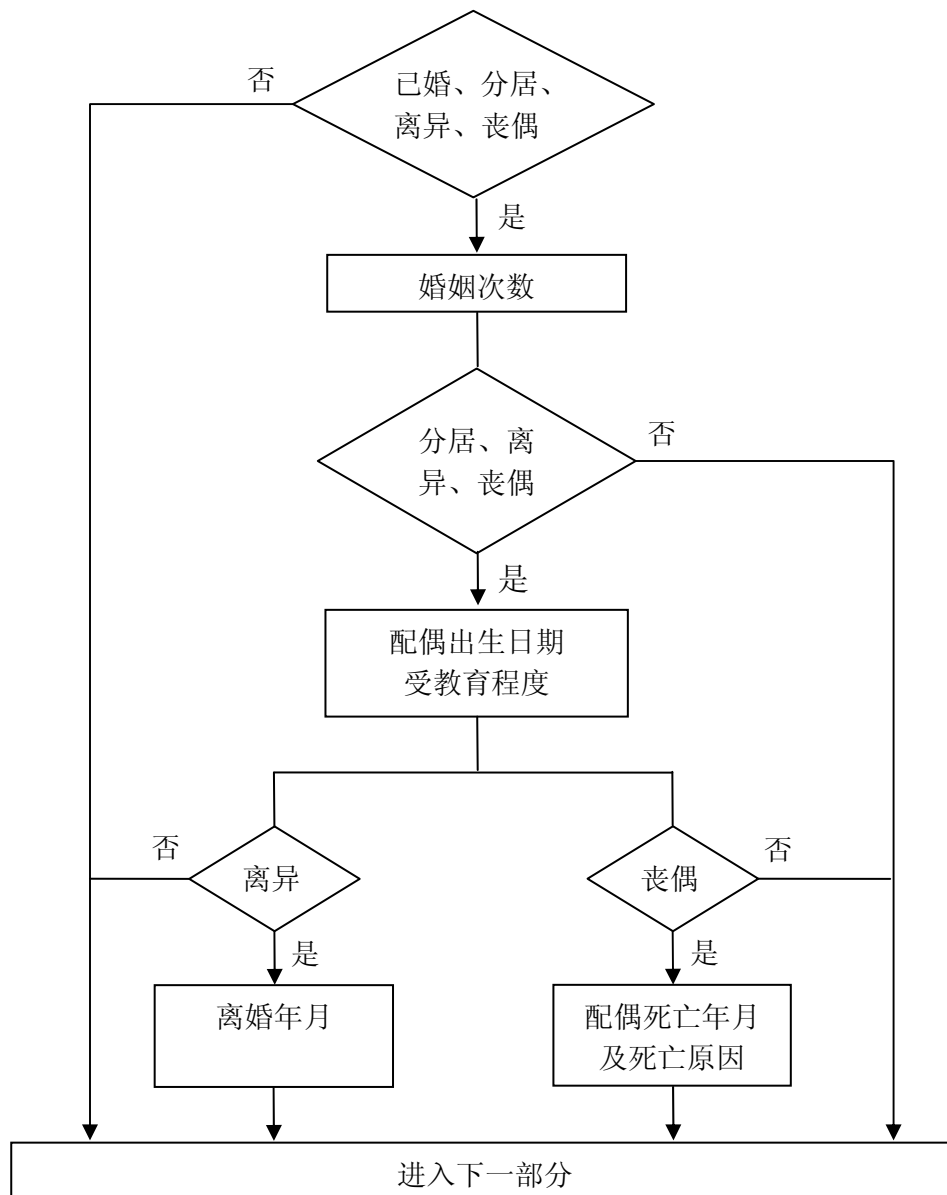 否
已婚、分居、
离异、丧偶
是
婚姻次数
分居、离
异、丧偶
否
是
配偶出生日期
受教育程度
否
离异
丧偶
否
是
是
离婚年月
配偶死亡年月
及死亡原因
进入下一部分